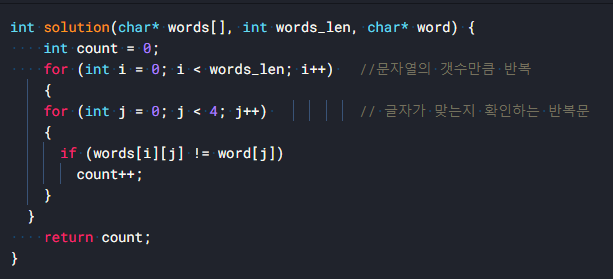 int solution(char* words[], int words_len, char* word) {
    int count = 0;
    for (int i = 0; i < words_len; i++)  //문자열의 갯수만큼 반복
    {
    for (int j = 0; j < 4; j++)          // 글자가 맞는지 확인하는 반복문
    {
      if (words[i][j] != word[j])
        count++;
    }
  }
    return count;
}